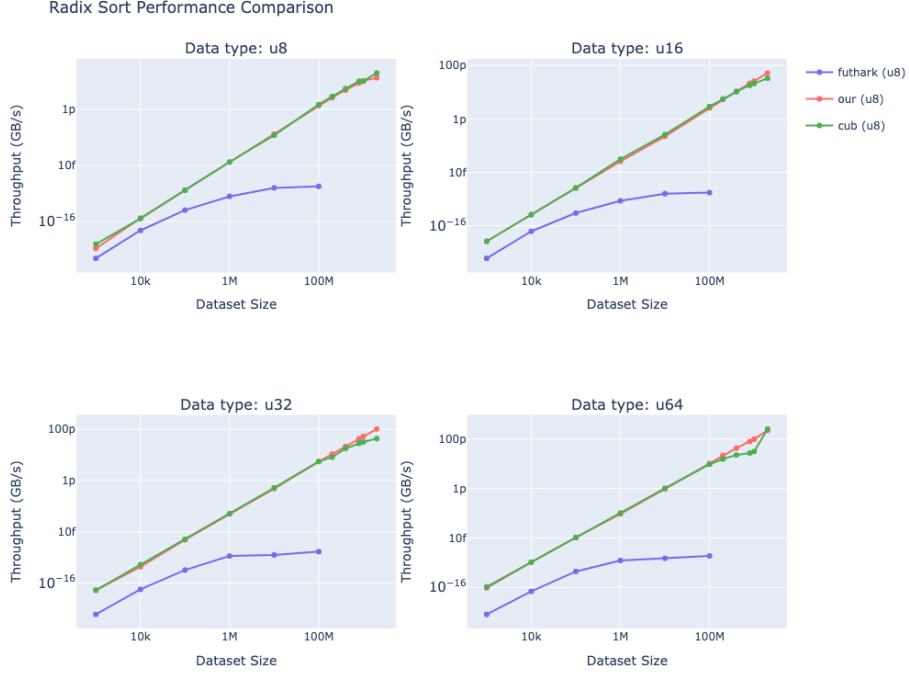 Radix Sort Performance Comparison
Data type: u8
Throughput (GB/s)
1p
10f
10−16
10k
1M
100M
Dataset Size
Data type: u16
Throughput (GB/s)
100p
1p
10f
10−16
10k
1M
100M
Dataset Size
futhark (u8)
our (u8)
cub (u8)
Data type: u32
Throughput (GB/s)
100p
1p
10f
10−16
10k
1M
100M
Dataset Size
Data type: u64
Throughput (GB/s)
100p
1p
10f
10−16
10k
1M
100M
Dataset Size